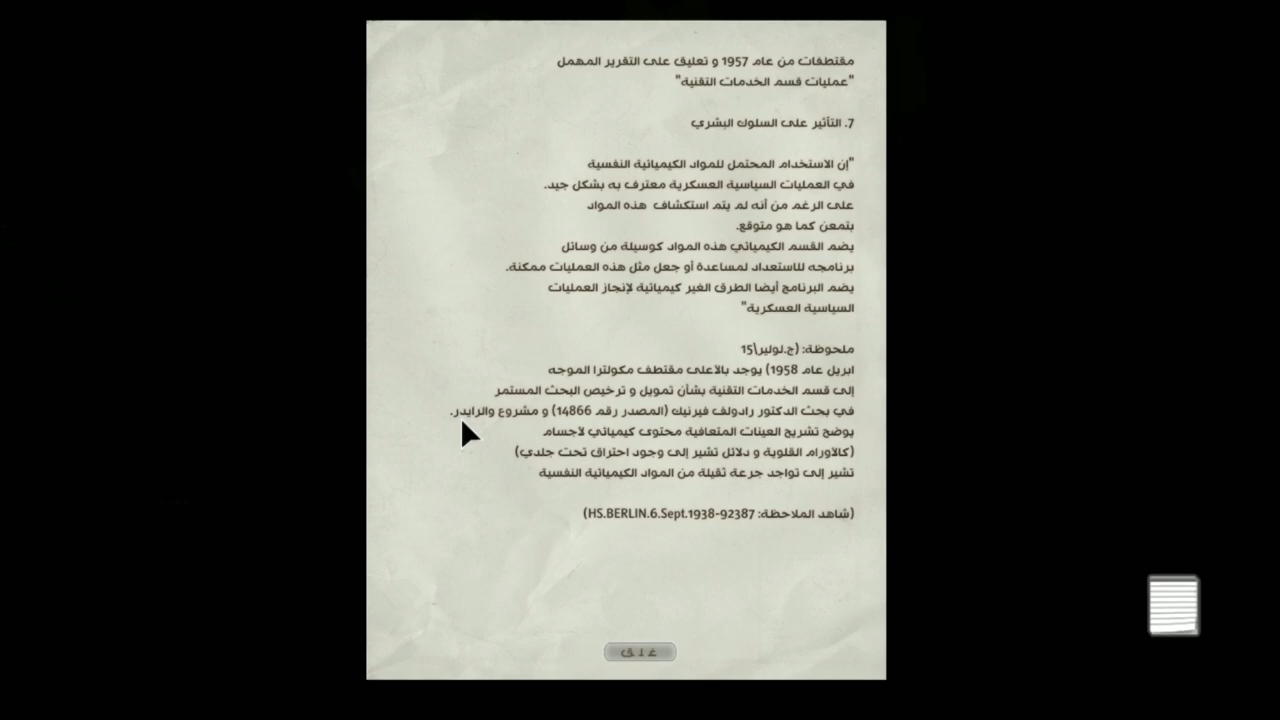 مقتطفات من عام 1957 و تعليق على التقرير المهمل
"عمليات قسم الخدمات التقنية"
7. التأثير على السلوك البشري
"إن الاستخدام المحتمل للمواد الكيميائية النفسية
في العمليات السياسية العسكرية معترف به بشكل جيد.
على الرغم من أنه لم يتم استكشاف هذه المواد
بتمعن كما هو متوقع.
يضم القسم الكيميائي هذه المواد كوسيلة من وسائل
برنامجه للاستعداد لمساعدة أو جعل مثل هذه العمليات ممكنة.
يضم البرنامج أيضا الطرق الغير كيميائية لإنجاز العمليات
السياسية العسكرية"
ملحوظة: (ج.لولير\15
ابريل عام 1958) يوجد بالأعلى مقتطف مكولترا الموجه
إلى قسم الخدمات التقنية بشأن تمويل و ترخيص البحث المستمر
في بحث الدكتور رادولف فيرنيك (المصدر رقم 14866) و مشروع والرايدر.
يوضح تشريح العينات المتعافية محتوى كيميائي لأجسام
(كالأورام القلوية و دلائل تشير إلى وجود احتراق تحت جلدي)
تشير إلى تواجد جرعة ثقيلة من المواد الكيميائية النفسية
(شاهد الملاحظة: HS.BERLIN.6.Sept.1938-92387)
غلق